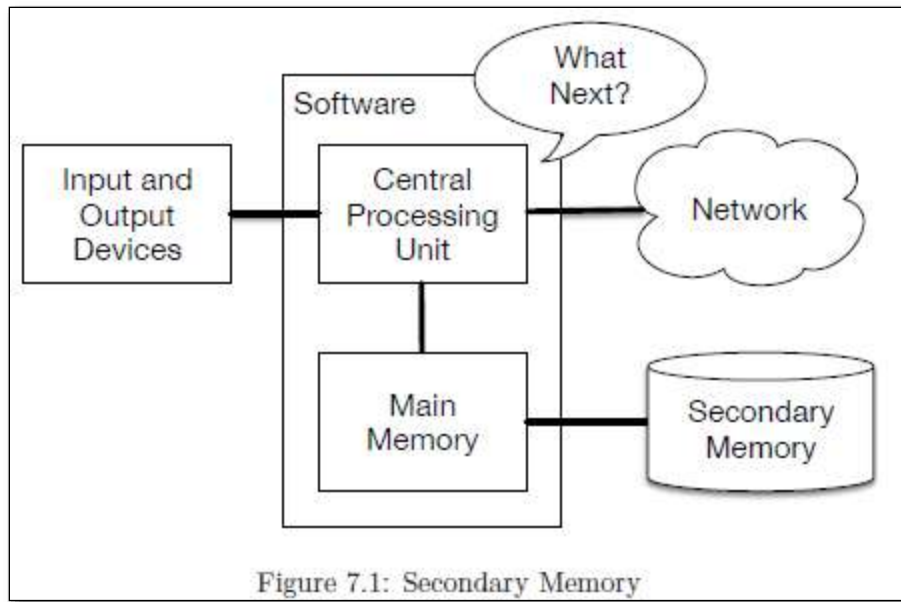 What
Next?
Software
Input and
Output
Devices
Central
Processing
Unit
Network
Main
Memory
Secondary
Memory
Figure 7.1: Secondary Memory